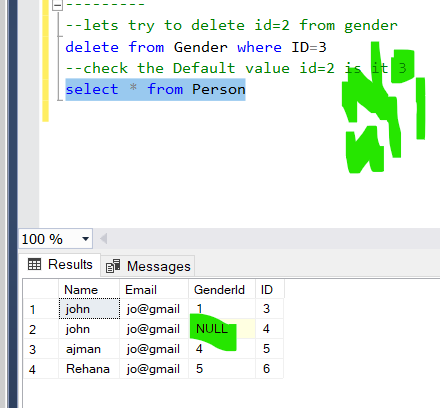 ---------
--lets try to delete id=2 from gender
delete from Gender where ID=3
--check the Default value id=2 is it 3
select * from Person
100 %
Results Messages
Name Email GenderId ID
1 john jo@gmail 1 3
2 john jo@gmail NULL 4
3 ajman jo@gmail 4 5
4 Rehana jo@gmail 5 6